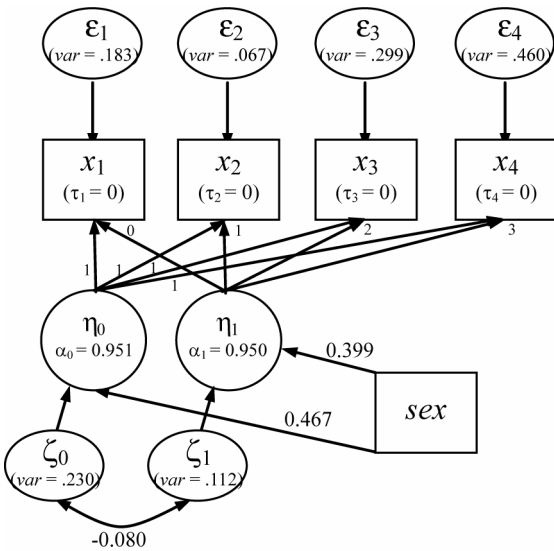 ε₁ ε₂ ε₃ ε₄
(var = .183) (var = .067) (var = .299) (var = .460)
x₁ x₂ x₃ x₄
(τ₁ = 0) (τ₂ = 0) (τ₃ = 0) (τ₄ = 0)
0 1 2 3
1 1 1 1
η₀ η₁
α₀ = 0.951 α₁ = 0.950
0.399
sex
0.467
ζ₀ ζ₁
(var = .230) (var = .112)
-0.080